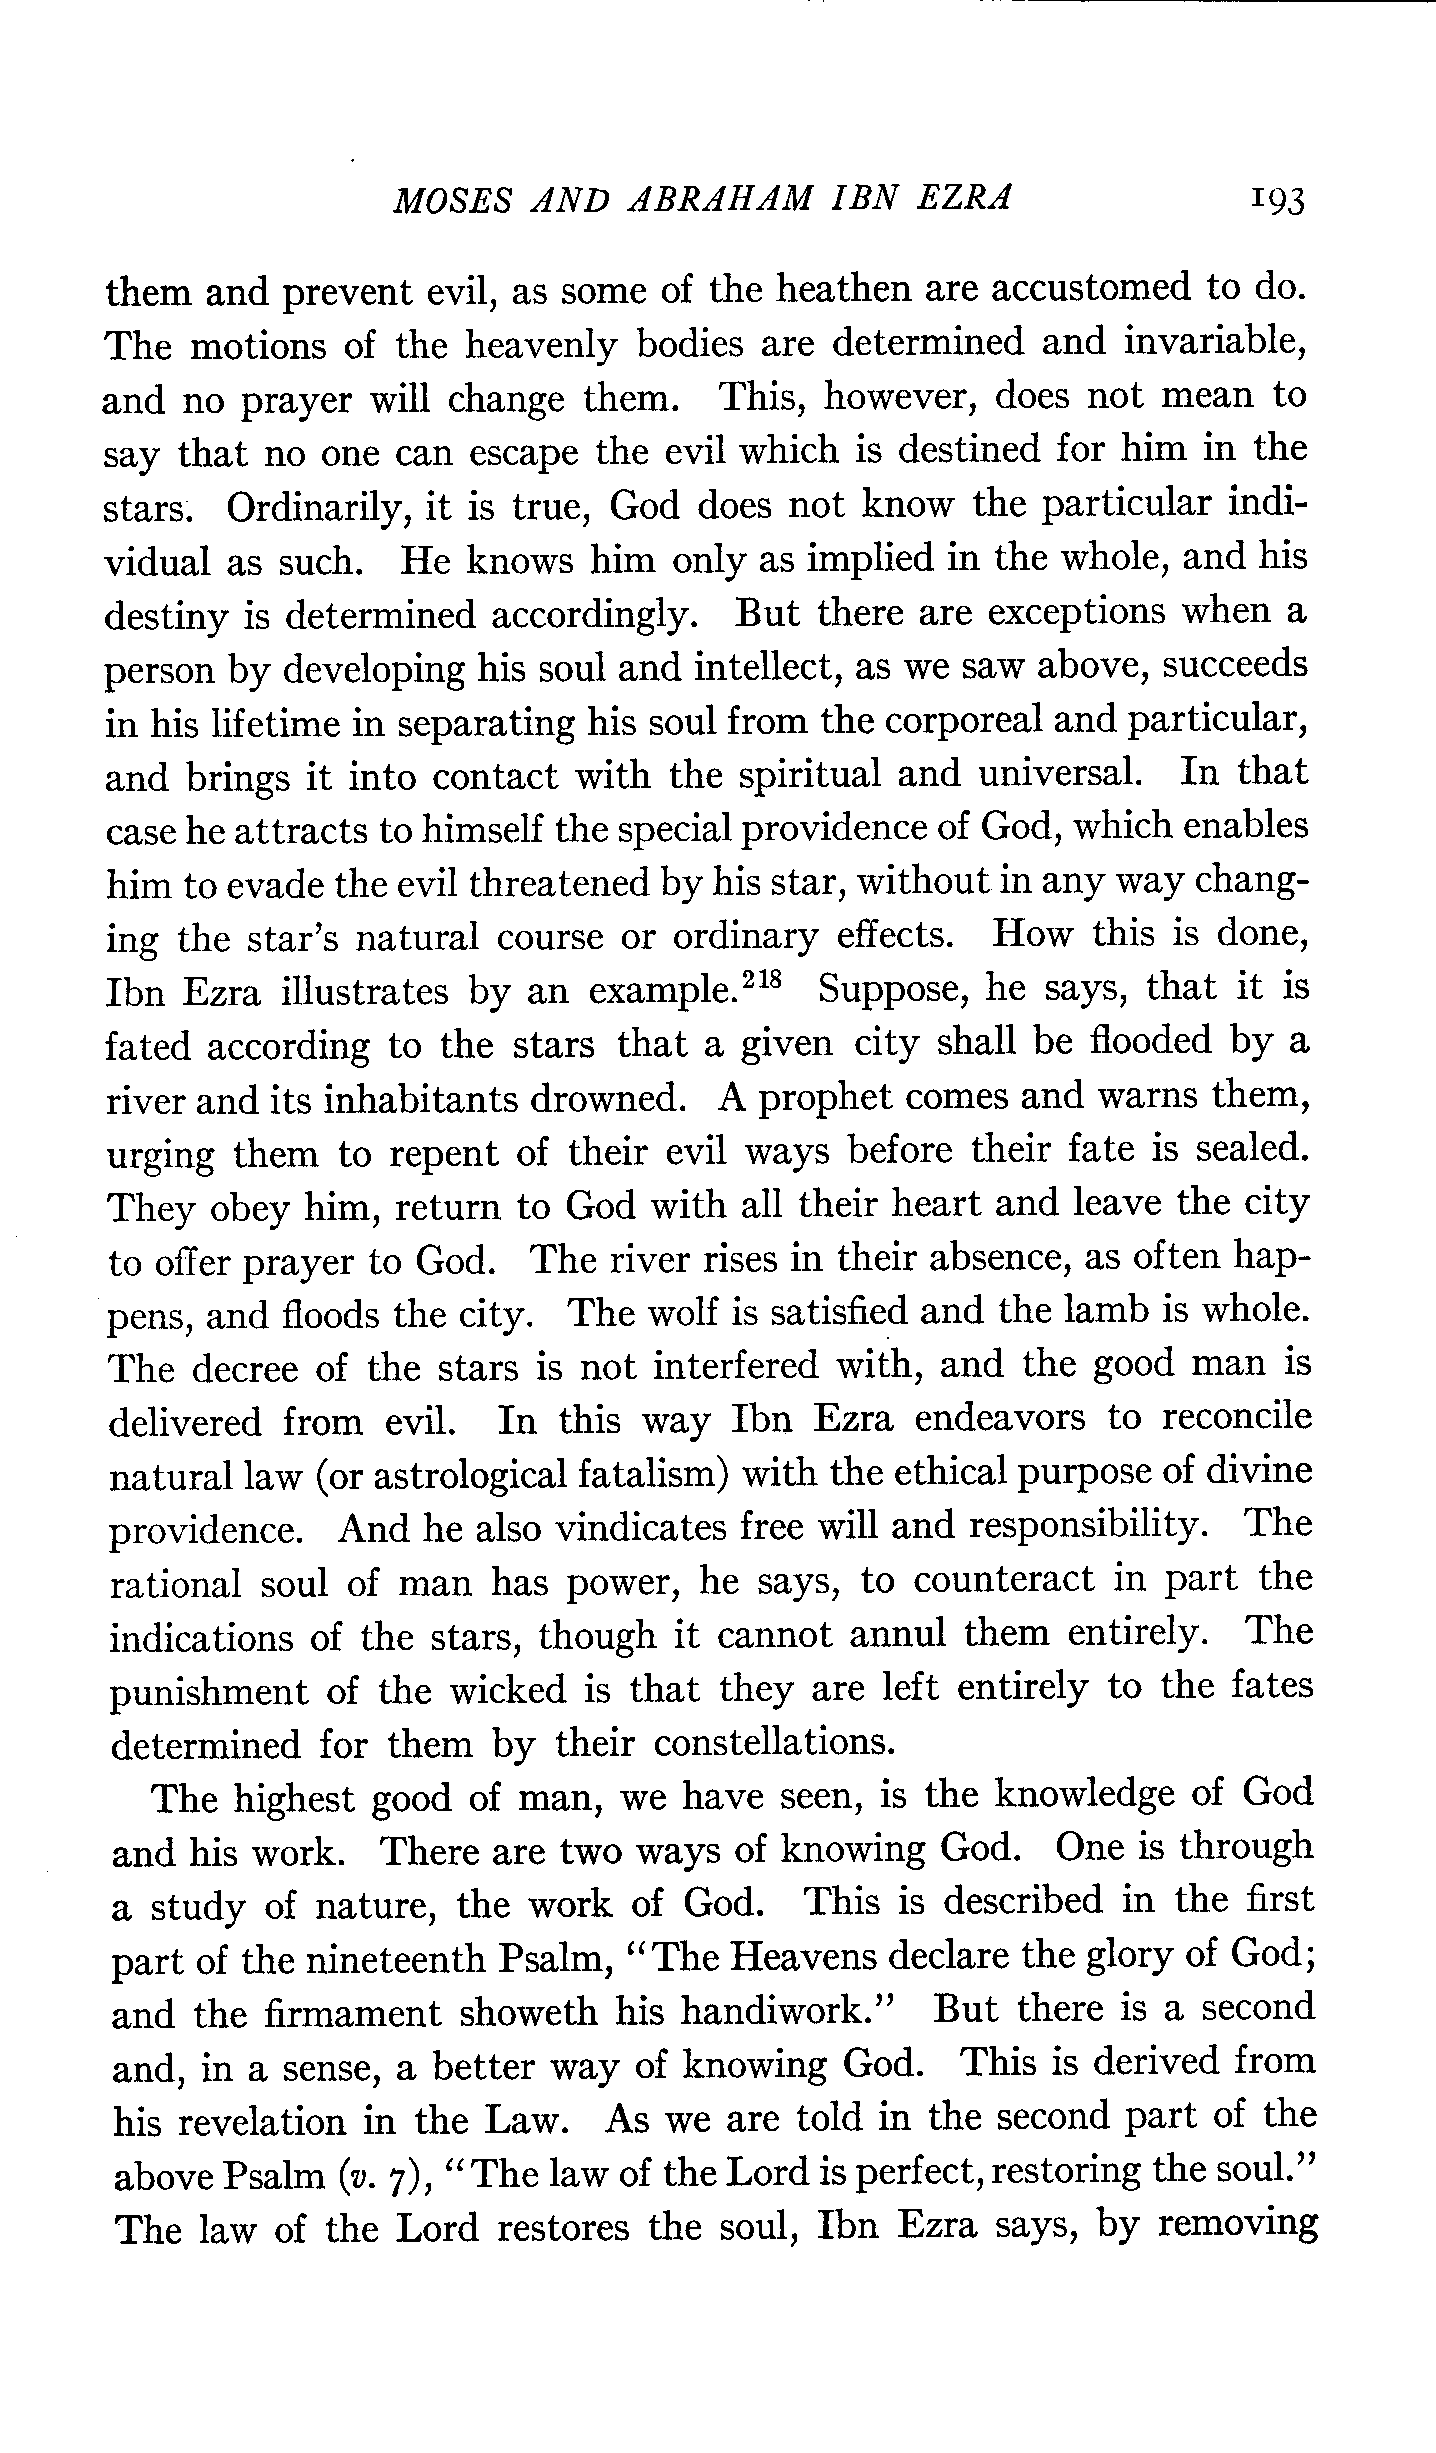 MOSES AND ABRAHAM IBN EZRA 193
them and prevent evil, as some of the heathen are accustomed to do.
The motions of the heavenly bodies are determined and invariable,
and no prayer will change them. This, however, does not mean to
say that no one can escape the evil which is destined for him in the
stars. Ordinarily, it is true, God does not know the particular indi-
vidual as such. He knows him only as implied in the whole, and his
destiny is determined accordingly. But there are exceptions when a
person by developing his soul and intellect, as we saw above, succeeds
in his lifetime in separating his soul from the corporeal and particular,
and brings it into contact with the spiritual and universal. In that
case he attracts to himself the special providence of God, which enables
him to evade the evil threatened by his star, without in any way chang-
ing the star's natural course or ordinary effects. How this is done,
Ibn Ezra illustrates by an example.²¹⁸ Suppose, he says, that it is
fated according to the stars that a given city shall be flooded by a
river and its inhabitants drowned. A prophet comes and warns them,
urging them to repent of their evil ways before their fate is sealed.
They obey him, return to God with all their heart and leave the city
to offer prayer to God. The river rises in their absence, as often hap-
pens, and floods the city. The wolf is satisfied and the lamb is whole.
The decree of the stars is not interfered with, and the good man is
delivered from evil. In this way Ibn Ezra endeavors to reconcile
natural law (or astrological fatalism) with the ethical purpose of divine
providence. And he also vindicates free will and responsibility. The
rational soul of man has power, he says, to counteract in part the
indications of the stars, though it cannot annul them entirely. The
punishment of the wicked is that they are left entirely to the fates
determined for them by their constellations.
The highest good of man, we have seen, is the knowledge of God
and his work. There are two ways of knowing God. One is through
a study of nature, the work of God. This is described in the first
part of the nineteenth Psalm, "The Heavens declare the glory of God;
and the firmament showeth his handiwork." But there is a second
and, in a sense, a better way of knowing God. This is derived from
his revelation in the Law. As we are told in the second part of the
above Psalm (v. 7), "The law of the Lord is perfect, restoring the soul."
The law of the Lord restores the soul, Ibn Ezra says, by removing